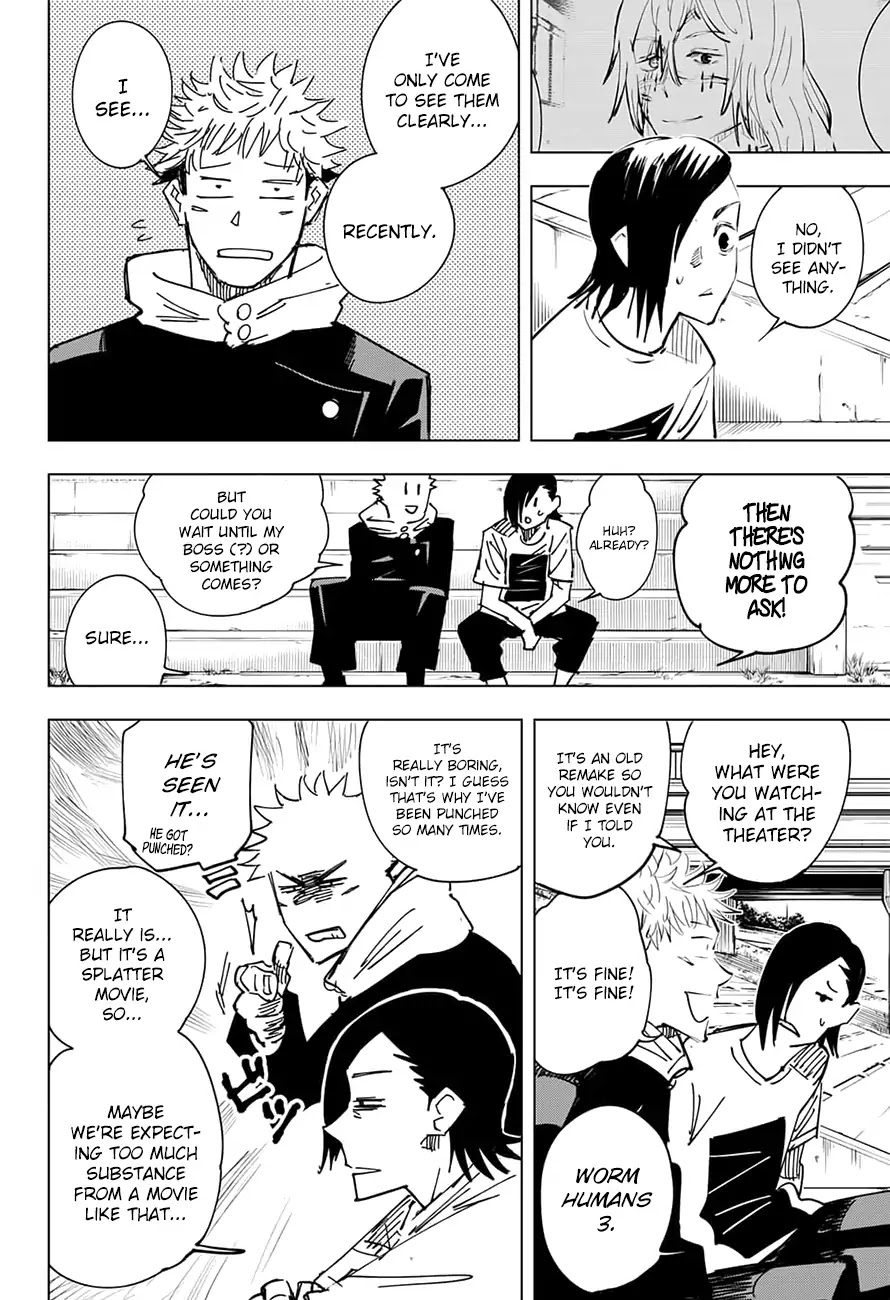 NO,
I DIDN'T
SEE ANY-
THING.
I'VE
ONLY COME
TO SEE THEM
CLEARLY...
RECENTLY.
I
SEE...
THEN
THERE'S
NOTHING
MORE TO
ASK!
HUH?
ALREADY?
BUT
COULD YOU
WAIT UNTIL MY
BOSS (?) OR
SOMETHING
COMES?
SURE...
HEY,
WHAT WERE
YOU WATCH-
ING AT THE
THEATER?
IT'S AN OLD
REMAKE SO
YOU WOULDN'T
KNOW EVEN
IF I TOLD
YOU.
IT'S FINE!
IT'S FINE!
WORM
HUMANS
3.
IT'S
REALLY BORING,
ISN'T IT? I GUESS
THAT'S WHY I'VE
BEEN PUNCHED
SO MANY TIMES.
HE'S
SEEN
IT...
HE GOT
PUNCHED?
ビビッ
IT
REALLY IS...
BUT IT'S A
SPLATTER
MOVIE,
SO...
MAYBE
WE'RE EXPECT-
ING TOO MUCH
SUBSTANCE
FROM A MOVIE
LIKE THAT...